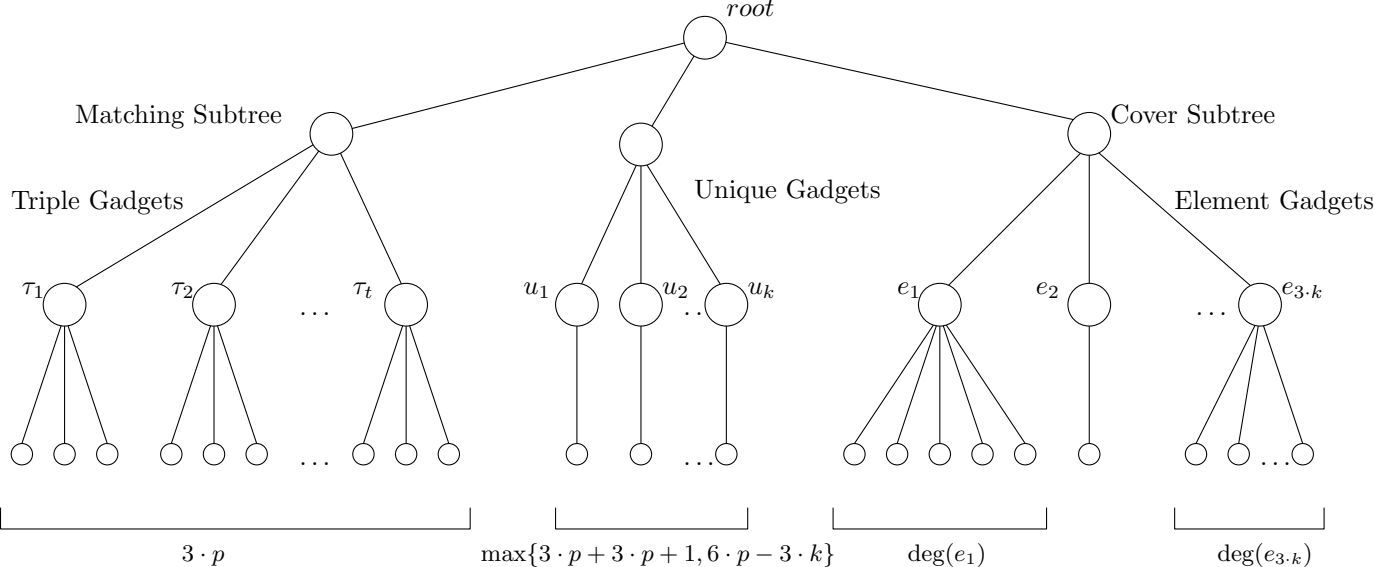 root
Matching Subtree
Cover Subtree
Triple Gadgets
Unique Gadgets
Element Gadgets
τ₁ τ₂ … τₜ u₁ u₂ … uₖ e₁ e₂ … e₃.ₖ
… … …
3 · p
max{3 · p + 3 · p + 1, 6 · p − 3 · k}
deg(e₁)
deg(e₃.ₖ)